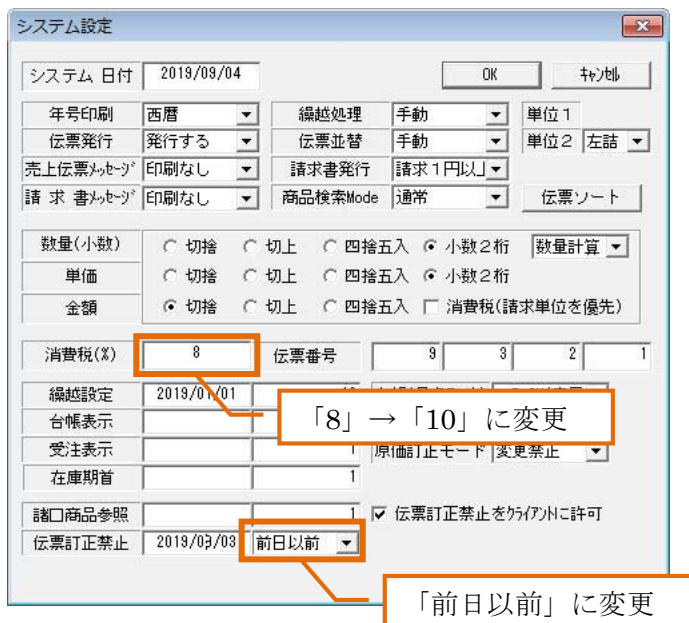 システム設定
システム 日付 2019/09/04 OK ｷｬﾝｾﾙ
年号印刷 西暦 繰越処理 手動 単位1
伝票発行 発行する 伝票並替 手動 単位2 左詰
売上伝票ﾒｯｾｰｼﾞ 印刷なし 請求書発行 請求1円以上
請 求 書ﾒｯｾｰｼﾞ 印刷なし 商品検索Mode 通常 伝票ソート
数量(小数) 切捨 切上 四捨五入 小数2桁 数量計算
単価 切捨 切上 四捨五入 小数2桁
金額 切捨 切上 四捨五入 消費税(請求単位を優先)
消費税(%) 8 伝票番号 9 3 2 1
繰越設定 2019/01/01
「8」→「10」に変更
台帳表示
受注表示 1 原価訂正モード 変更禁止
在庫期首 1
諸口商品参照 1 伝票訂正禁止をｸﾗｲｱﾝﾄに許可
伝票訂正禁止 2019/09/03 前日以前
「前日以前」に変更